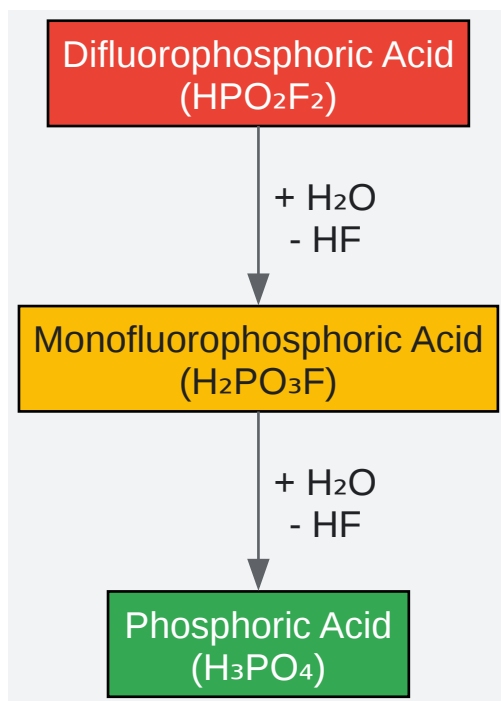 Difluorophosphoric Acid
(HPO₂F₂)
+ H₂O
- HF
Monofluorophosphoric Acid
(H₂PO₃F)
+ H₂O
- HF
Phosphoric Acid
(H₃PO₄)